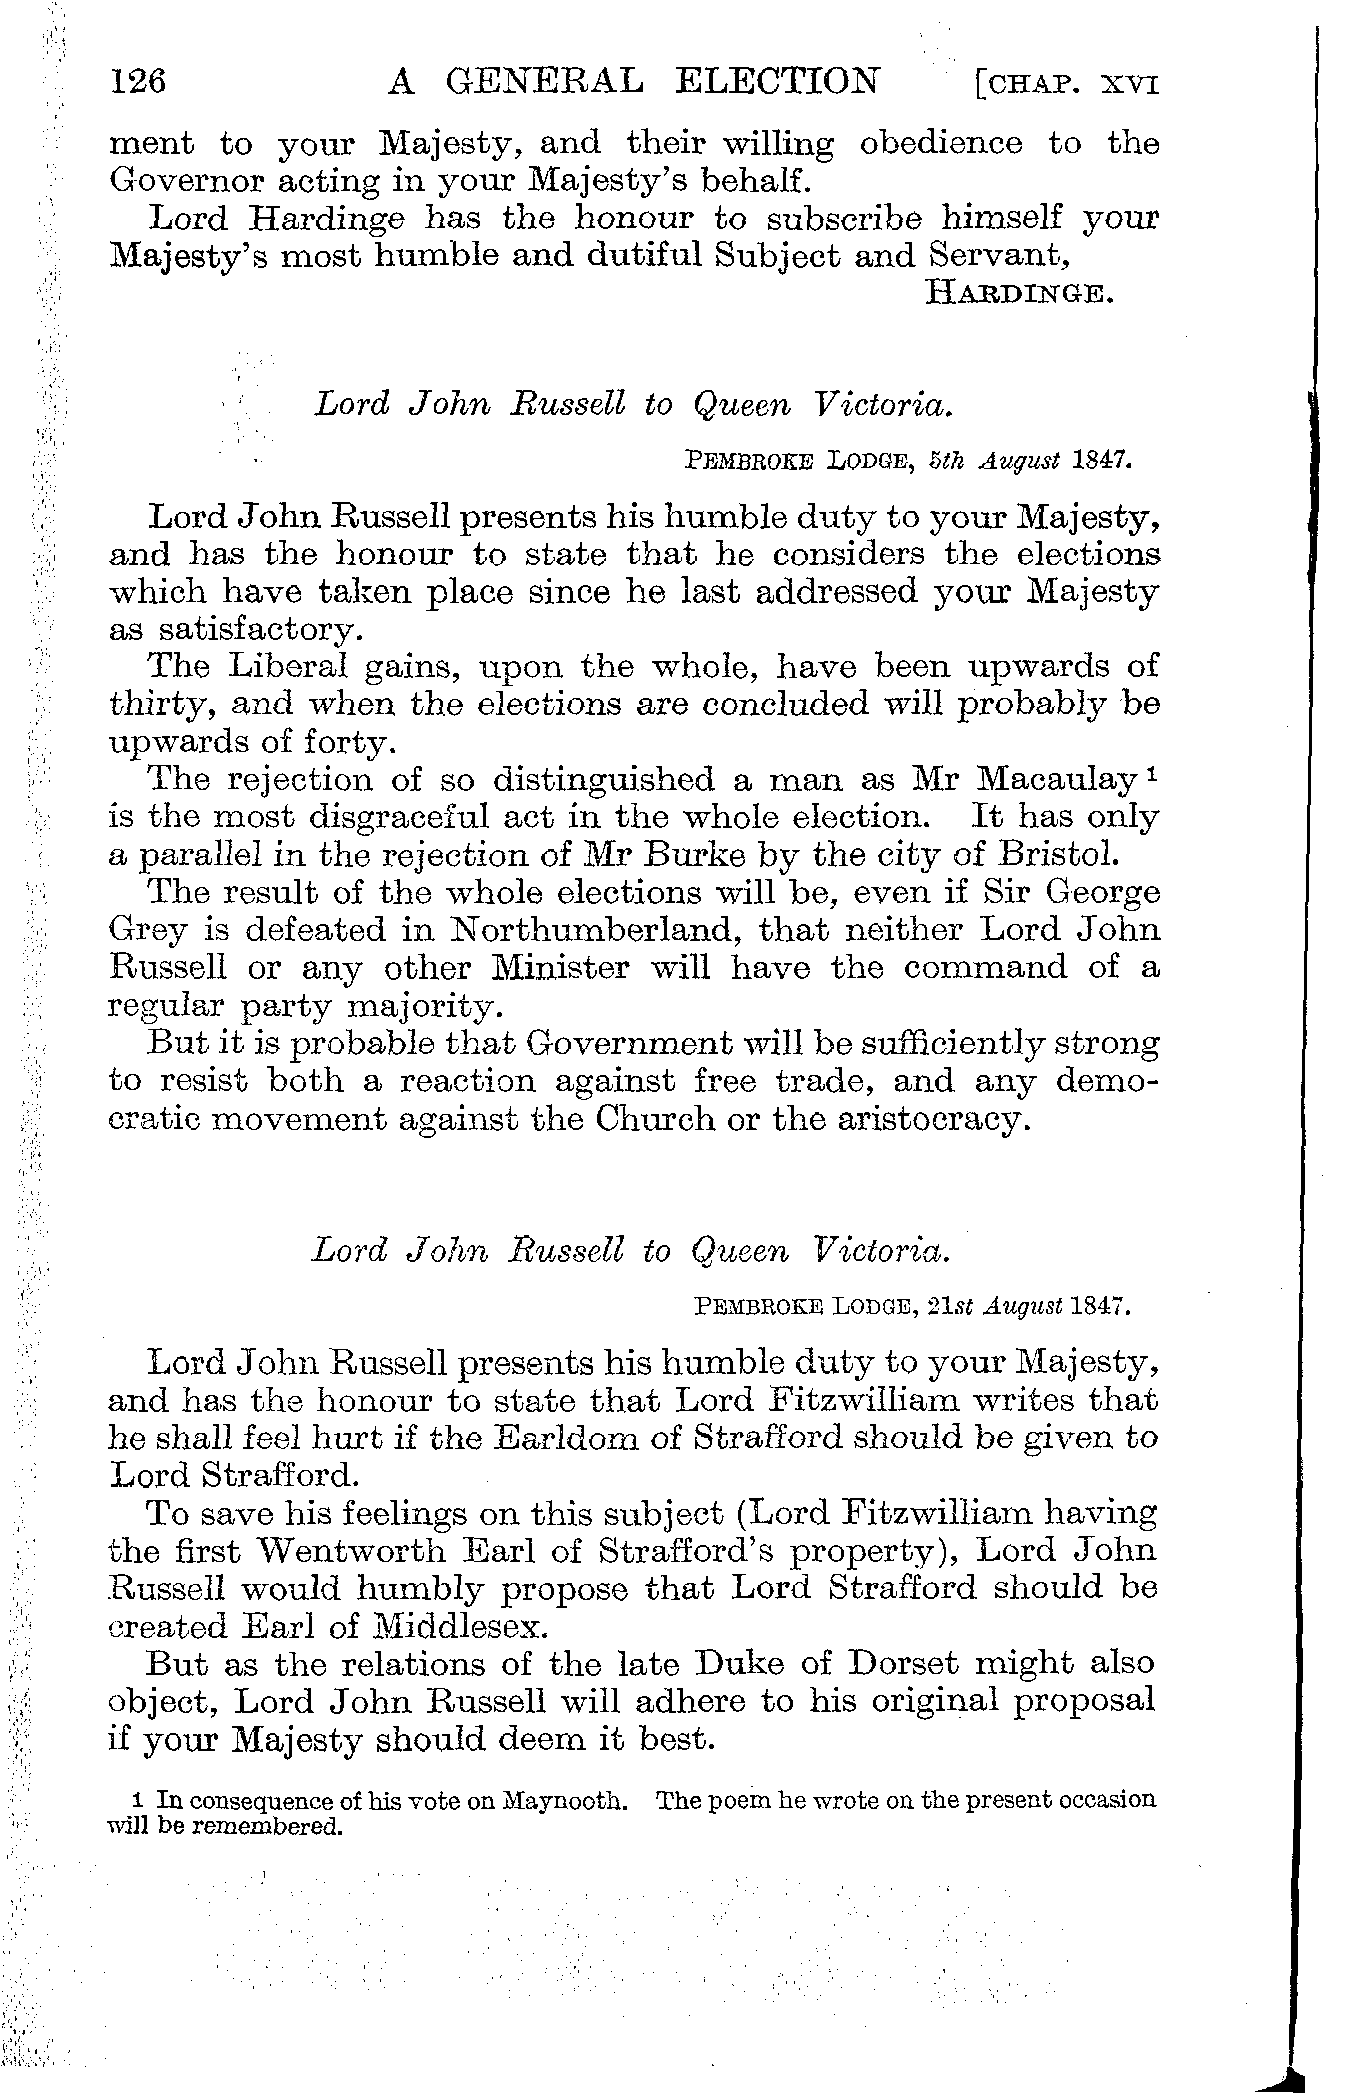 126 A GENERAL ELECTION [CHAP. XVI
ment to your Majesty, and their willing obedience to the
Governor acting in your Majesty's behalf.
Lord Hardinge has the honour to subscribe himself your
Majesty's most humble and dutiful Subject and Servant,
HARDINGE.
Lord John Russell to Queen Victoria.
PEMBROKE LODGE, 5th August 1847.
Lord John Russell presents his humble duty to your Majesty,
and has the honour to state that he considers the elections
which have taken place since he last addressed your Majesty
as satisfactory.
The Liberal gains, upon the whole, have been upwards of
thirty, and when the elections are concluded will probably be
upwards of forty.
The rejection of so distinguished a man as Mr Macaulay 1
is the most disgraceful act in the whole election. It has only
a parallel in the rejection of Mr Burke by the city of Bristol.
The result of the whole elections will be, even if Sir George
Grey is defeated in Northumberland, that neither Lord John
Russell or any other Minister will have the command of a
regular party majority.
But it is probable that Government will be sufficiently strong
to resist both a reaction against free trade, and any demo-
cratic movement against the Church or the aristocracy.
Lord John Russell to Queen Victoria.
PEMBROKE LODGE, 21st August 1847.
Lord John Russell presents his humble duty to your Majesty,
and has the honour to state that Lord Fitzwilliam writes that
he shall feel hurt if the Earldom of Strafford should be given to
Lord Strafford.
To save his feelings on this subject (Lord Fitzwilliam having
the first Wentworth Earl of Strafford's property), Lord John
Russell would humbly propose that Lord Strafford should be
created Earl of Middlesex.
But as the relations of the late Duke of Dorset might also
object, Lord John Russell will adhere to his original proposal
if your Majesty should deem it best.
1 In consequence of his vote on Maynooth. The poem he wrote on the present occasion
will be remembered.